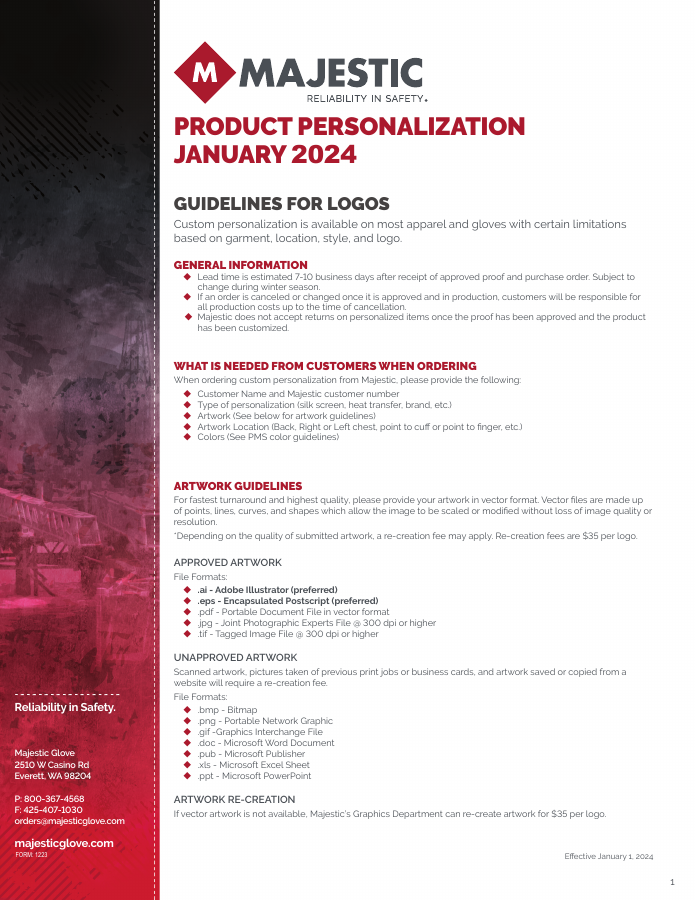 M MAJESTIC
RELIABILITY IN SAFETY.
PRODUCT PERSONALIZATION
JANUARY 2024
GUIDELINES FOR LOGOS
Custom personalization is available on most apparel and gloves with certain limitations
based on garment, location, style, and logo.
GENERAL INFORMATION
◆ Lead time is estimated 7-10 business days after receipt of approved proof and purchase order. Subject to
change during winter season.
◆ If an order is canceled or changed once it is approved and in production, customers will be responsible for
all production costs up to the time of cancellation.
◆ Majestic does not accept returns on personalized items once the proof has been approved and the product
has been customized.
WHAT IS NEEDED FROM CUSTOMERS WHEN ORDERING
When ordering custom personalization from Majestic, please provide the following:
◆ Customer Name and Majestic customer number
◆ Type of personalization (silk screen, heat transfer, brand, etc.)
◆ Artwork (See below for artwork guidelines)
◆ Artwork Location (Back, Right or Left chest, point to cuff or point to finger, etc.)
◆ Colors (See PMS color guidelines)
ARTWORK GUIDELINES
For fastest turnaround and highest quality, please provide your artwork in vector format. Vector files are made up
of points, lines, curves, and shapes which allow the image to be scaled or modified without loss of image quality or
resolution.
*Depending on the quality of submitted artwork, a re-creation fee may apply. Re-creation fees are $35 per logo.
APPROVED ARTWORK
File Formats:
◆ .ai - Adobe Illustrator (preferred)
◆ .eps - Encapsulated Postscript (preferred)
◆ .pdf - Portable Document File in vector format
◆ .jpg - Joint Photographic Experts File @ 300 dpi or higher
◆ .tif - Tagged Image File @ 300 dpi or higher
UNAPPROVED ARTWORK
Scanned artwork, pictures taken of previous print jobs or business cards, and artwork saved or copied from a
website will require a re-creation fee.
File Formats:
◆ .bmp - Bitmap
◆ .png - Portable Network Graphic
◆ .gif -Graphics Interchange File
◆ .doc - Microsoft Word Document
◆ .pub - Microsoft Publisher
◆ .xls - Microsoft Excel Sheet
◆ .ppt - Microsoft PowerPoint
ARTWORK RE-CREATION
If vector artwork is not available, Majestic's Graphics Department can re-create artwork for $35 per logo.
Reliability in Safety.
Majestic Glove
2510 W Casino Rd
Everett, WA 98204
P: 800-367-4568
F: 425-407-1030
orders@majesticglove.com
majesticglove.com
FORM: 1223
Effective January 1, 2024
1